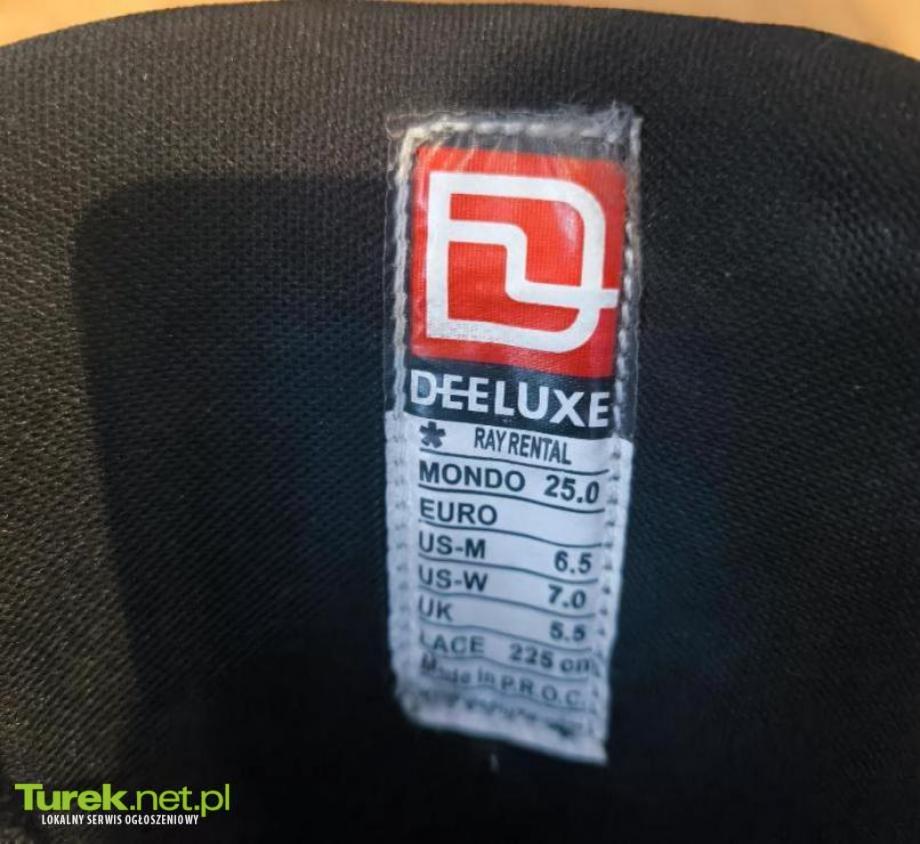 DEELUXE
* RAY RENTAL
MONDO 25.0
EURO
US-M 6.5
US-W 7.0
UK 5.5
LACE 225 cm
Made in P.R.O.C.
Turek.net.pl
LOKALNY SERWIS OGŁOSZENIOWY